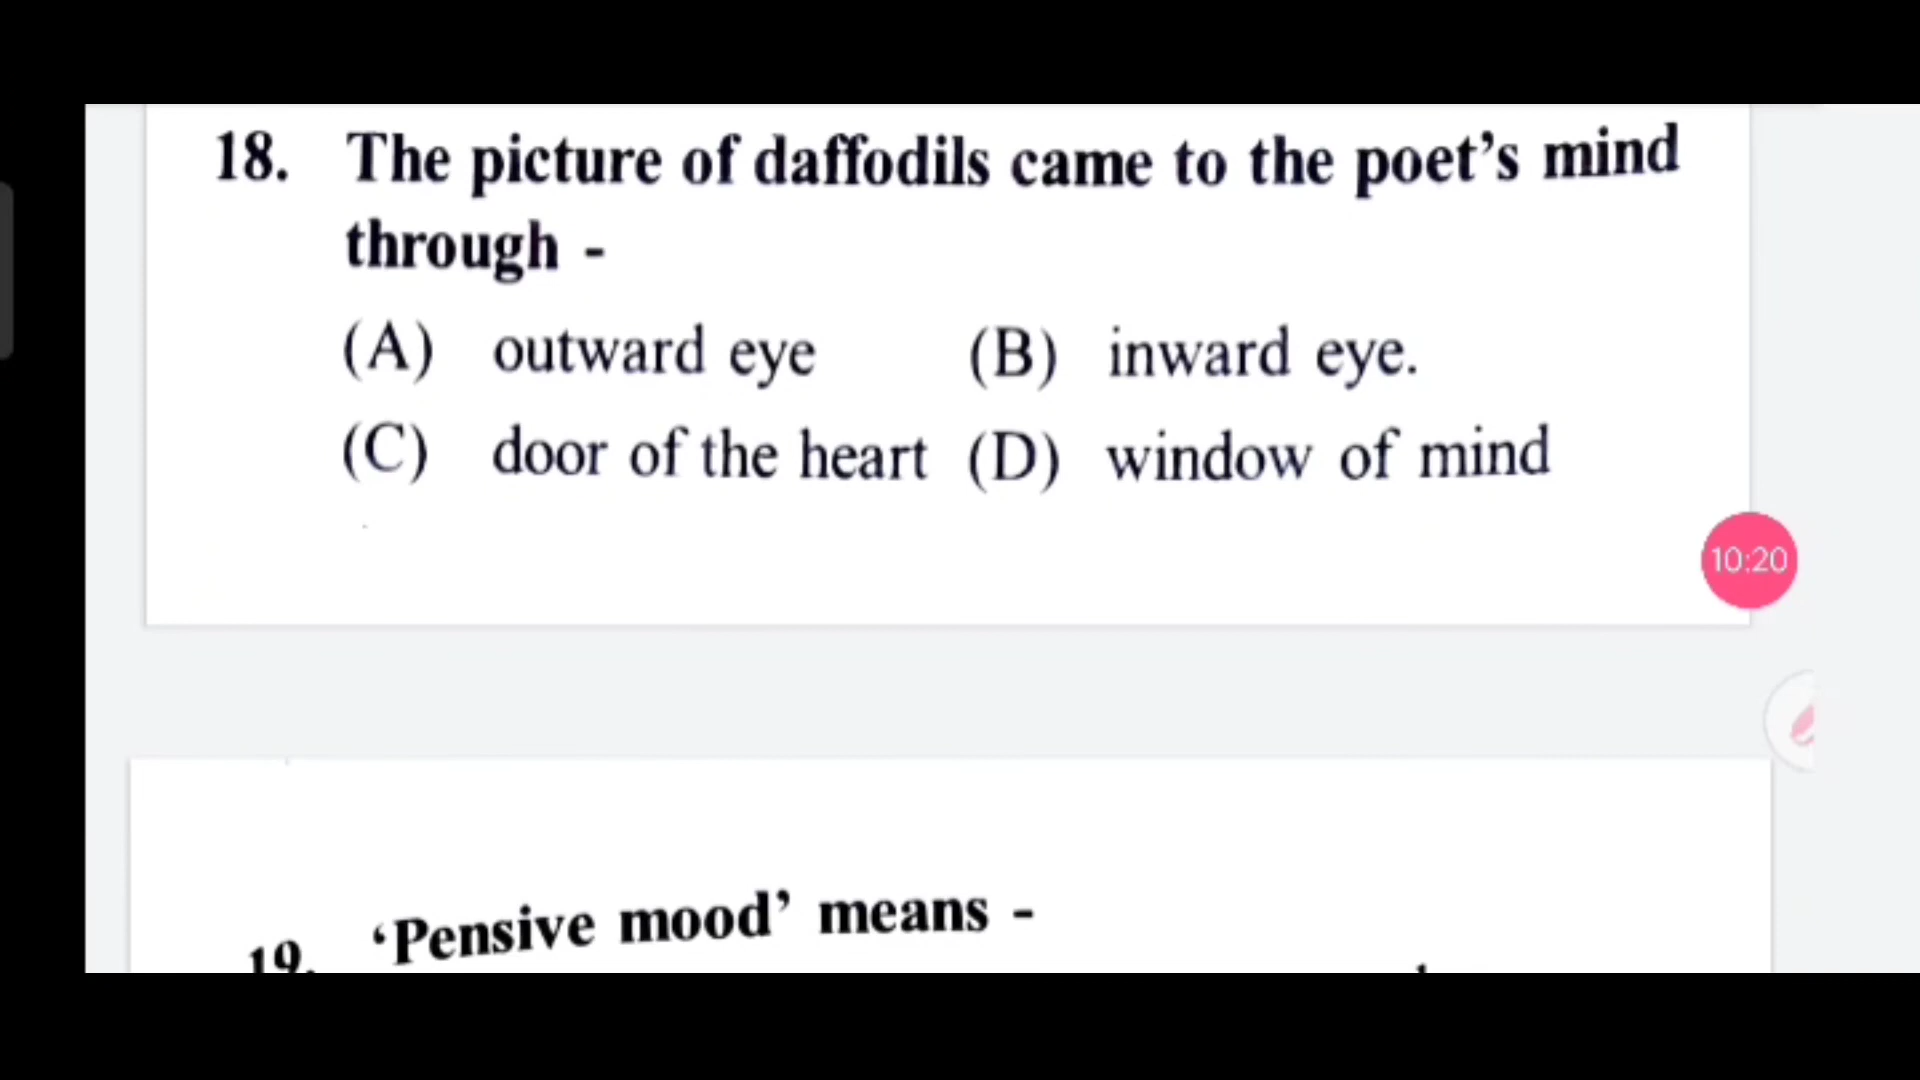 18. The picture of daffodils came to the poet's mind
through -
(A) outward eye (B) inward eye.
(C) door of the heart (D) window of mind
10:20
19. 'Pensive mood' means -